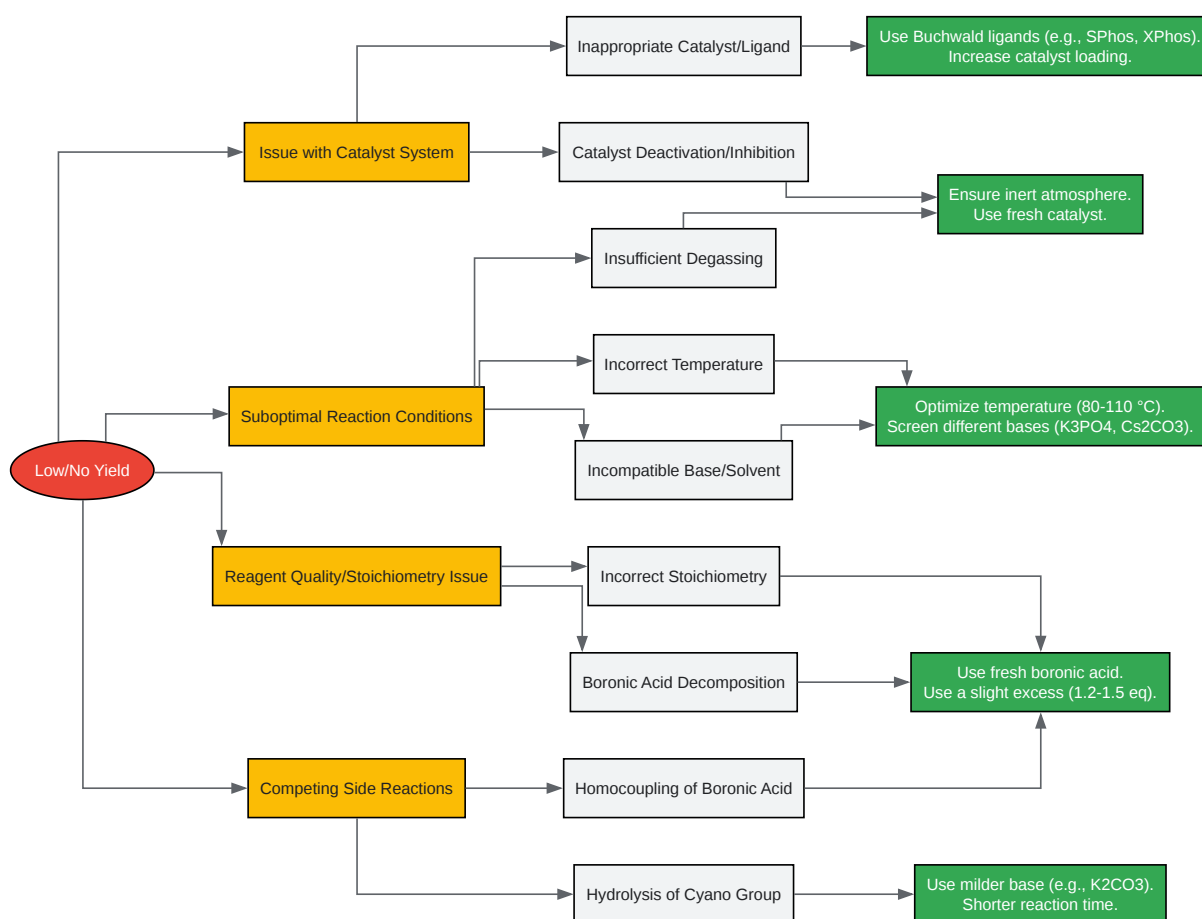 Inappropriate Catalyst/Ligand
Use Buchwald ligands (e.g., SPhos, XPhos).
Increase catalyst loading.
Issue with Catalyst System
Catalyst Deactivation/Inhibition
Ensure inert atmosphere.
Use fresh catalyst.
Insufficient Degassing
Incorrect Temperature
Suboptimal Reaction Conditions
Optimize temperature (80-110 °C).
Screen different bases (K3PO4, Cs2CO3).
Low/No Yield
Incompatible Base/Solvent
Reagent Quality/Stoichiometry Issue
Incorrect Stoichiometry
Boronic Acid Decomposition
Use fresh boronic acid.
Use a slight excess (1.2-1.5 eq).
Competing Side Reactions
Homocoupling of Boronic Acid
Hydrolysis of Cyano Group
Use milder base (e.g., K2CO3).
Shorter reaction time.